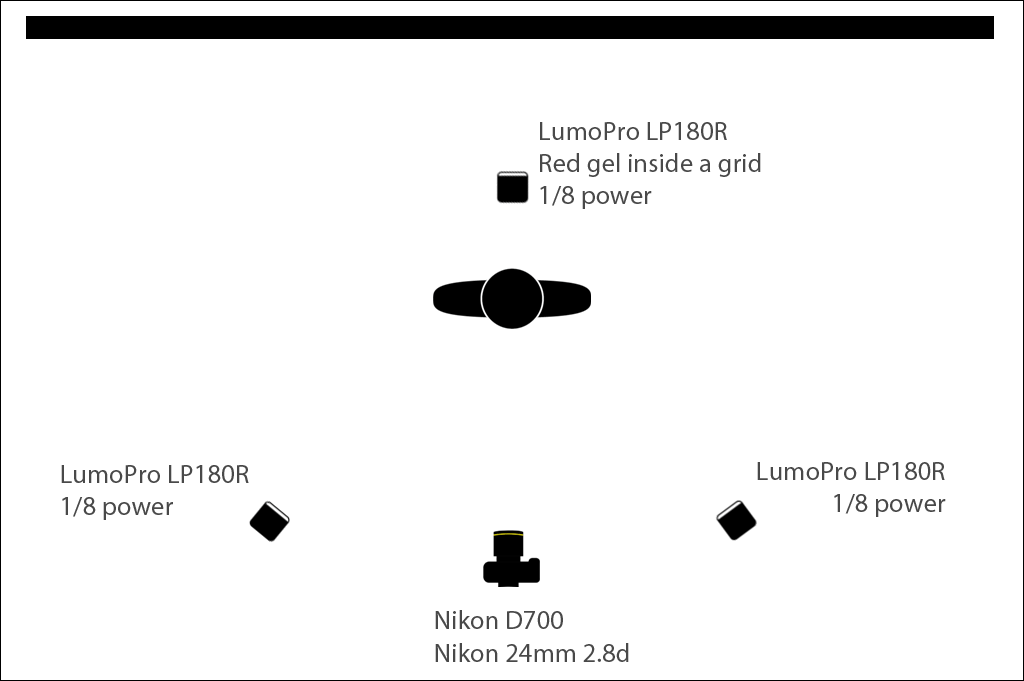 LumoPro LP180R
Red gel inside a grid
1/8 power
LumoPro LP180R
1/8 power
LumoPro LP180R
1/8 power
Nikon D700
Nikon 24mm 2.8d